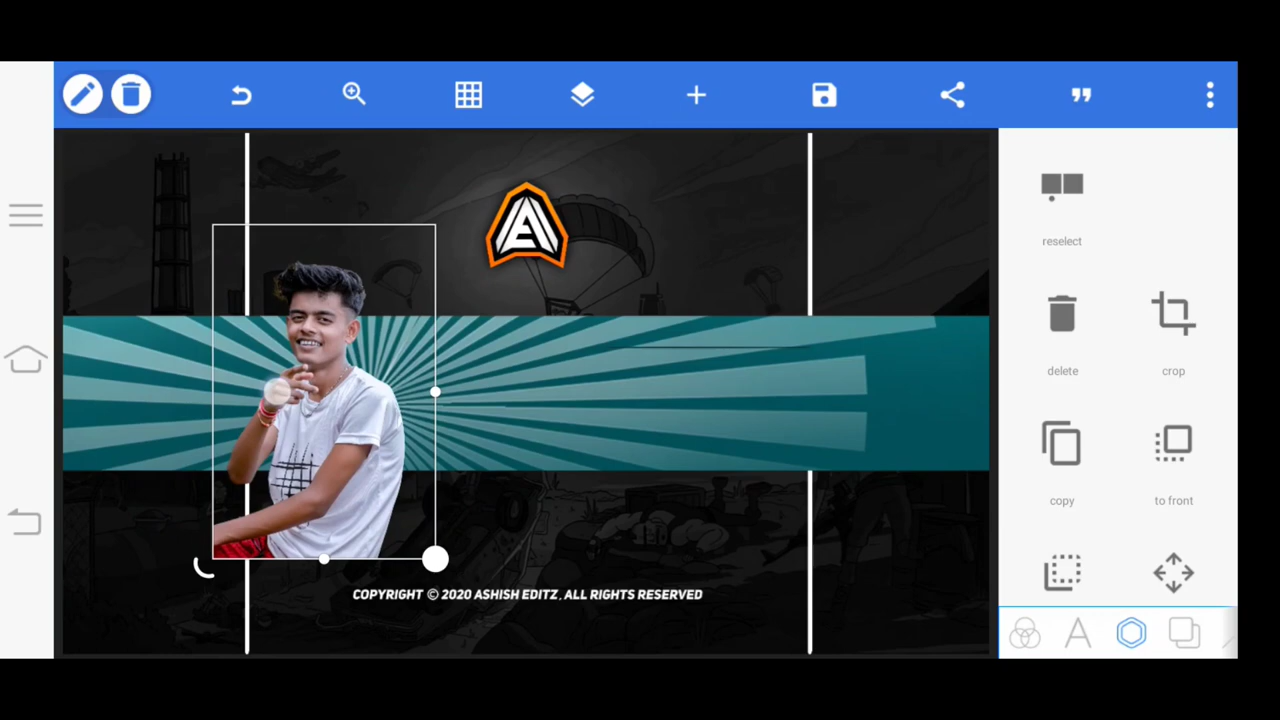 reselect
delete
crop
copy
to front
COPYRIGHT © 2020 ASHISH EDITZ, ALL RIGHTS RESERVED